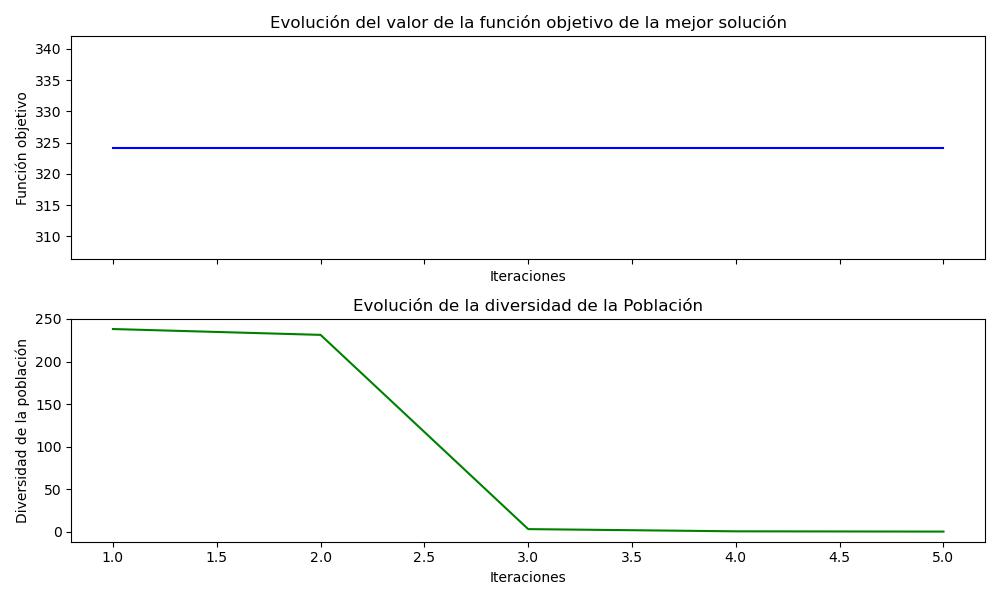 Evolución del valor de la función objetivo de la mejor solución
Función objetivo
340
335
330
325
320
315
310
Iteraciones
Evolución de la diversidad de la Población
Diversidad de la población
250
200
150
100
50
0
1.0 1.5 2.0 2.5 3.0 3.5 4.0 4.5 5.0
Iteraciones